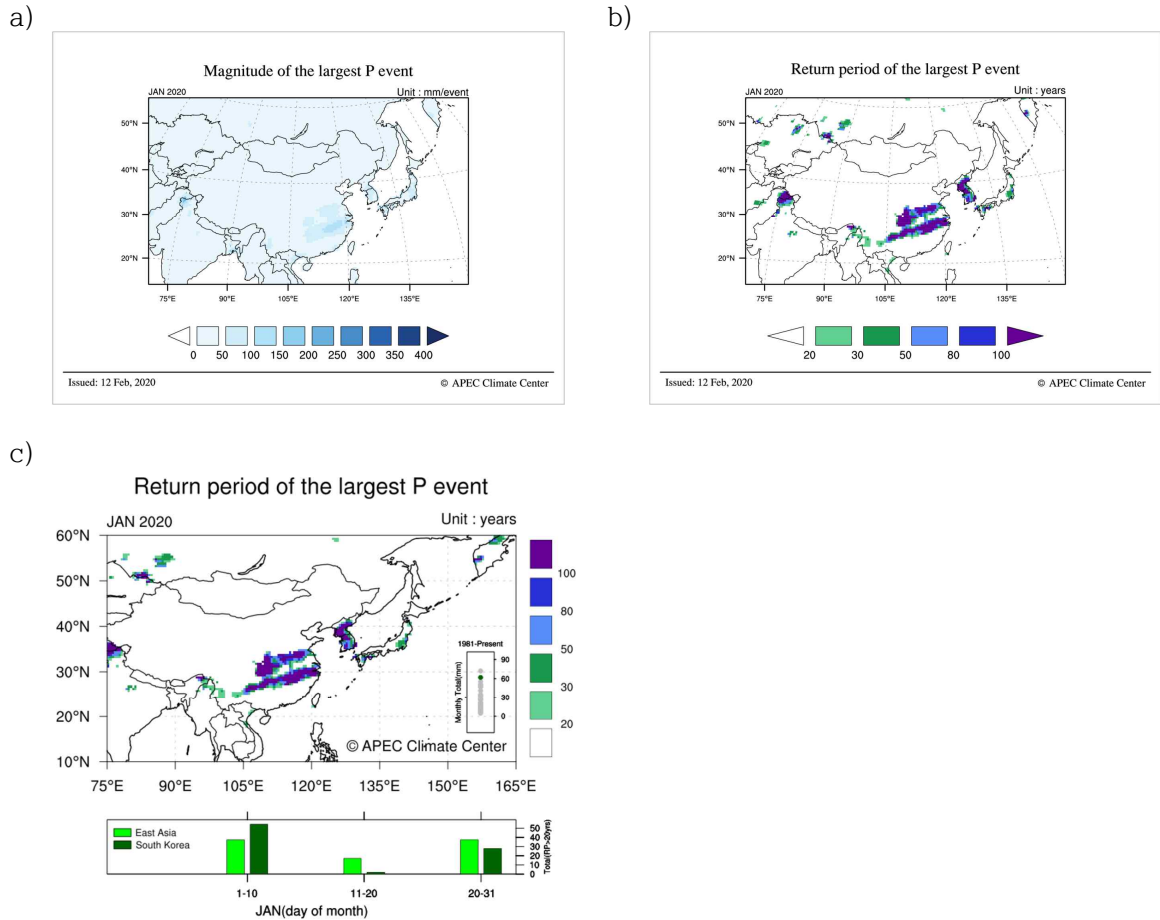 a)
Magnitude of the largest P event
JAN 2020 Unit : mm/event
50°N
40°N
30°N
20°N
75°E 90°E 105°E 120°E 135°E
0 50 100 150 200 250 300 350 400
Issued: 12 Feb, 2020 © APEC Climate Center
b)
Return period of the largest P event
JAN 2020 Unit : years
50°N
40°N
30°N
20°N
75°E 90°E 105°E 120°E 135°E
20 30 50 80 100
Issued: 12 Feb, 2020 © APEC Climate Center
c)
Return period of the largest P event
JAN 2020 Unit : years
60°N
50°N
40°N
30°N
20°N
10°N
75°E 90°E 105°E 120°E 135°E 150°E 165°E
1981-Present
Monthly Total(mm)
90
60
30
0
© APEC Climate Center
100
80
50
30
20
East Asia
South Korea
50
40
30
20
10
0
Total(RP>20yrs)
1-10 11-20 20-31
JAN(day of month)